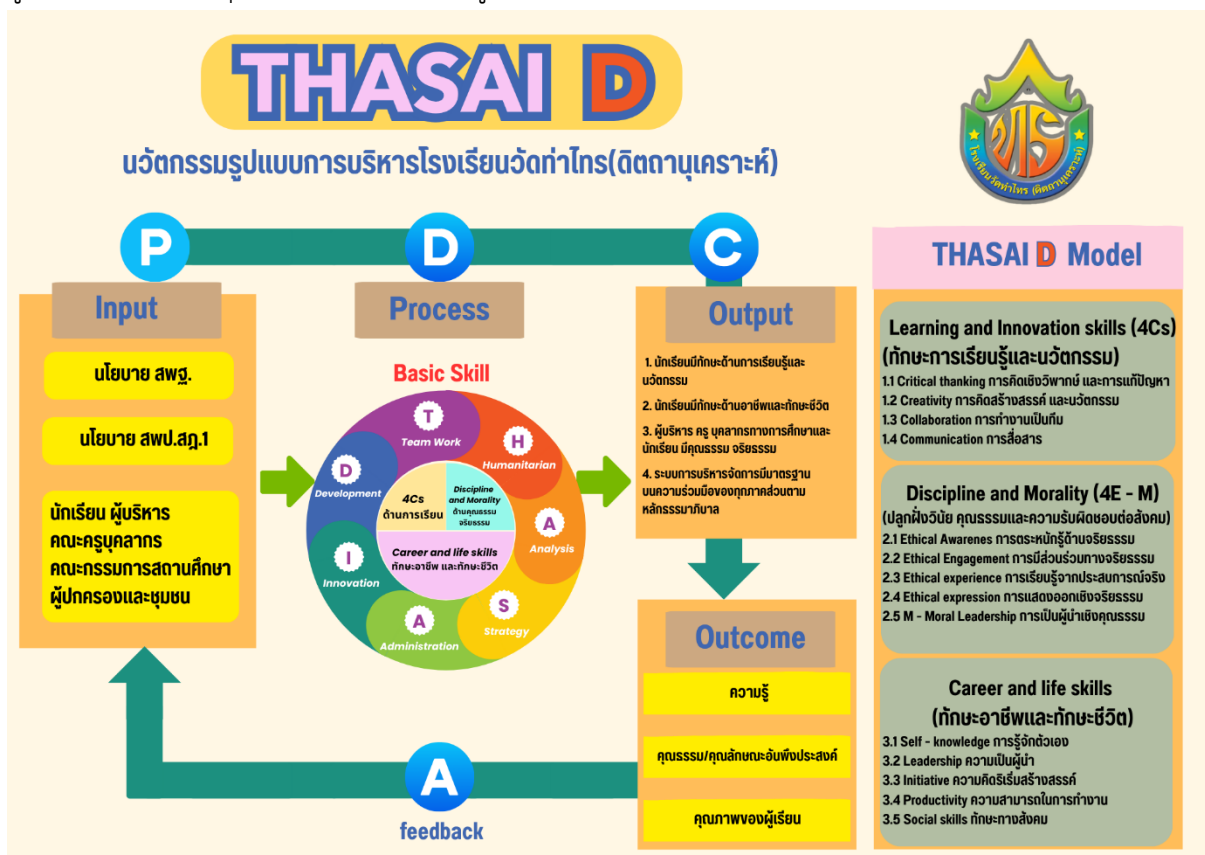 THASAI D
นวัตกรรมรูปแบบการบริหารโรงเรียนวัดท่าไทร(ดิตถานุเคราะห์)
ทร
โรงเรียนวัดท่าไทร (ดิตถานุเคราะห์)
P
D
C
Input
นโยบาย สพฐ.
นโยบาย สพป.สฎ.1
นักเรียน ผู้บริหาร
คณะครูบุคลากร
คณะกรรมการสถานศึกษา
ผู้ปกครองและชุมชน
Process
Basic Skill
T
Team Work
H
Humanitarian
A
Analysis
S
Strategy
A
Administration
I
Innovation
D
Development
4Cs
ด้านการเรียน
Discipline
and Morality
ด้านคุณธรรม
จริยธรรม
Career and life skills
ทักษะอาชีพ และทักษะชีวิต
Output
1. นักเรียนมีทักษะด้านการเรียนรู้และ
นวัตกรรม
2. นักเรียนมีทักษะด้านอาชีพและทักษะชีวิต
3. ผู้บริหาร ครู บุคลากรทางการศึกษาและ
นักเรียน มีคุณธรรม จริยธรรม
4. ระบบการบริหารจัดการมีมาตรฐาน
บนความร่วมมือของทุกภาคส่วนตาม
หลักธรรมาภิบาล
Outcome
ความรู้
คุณธรรม/คุณลักษณะอันพึงประสงค์
คุณภาพของผู้เรียน
A
feedback
THASAI D Model
Learning and Innovation skills (4Cs)
(ทักษะการเรียนรู้และนวัตกรรม)
1.1 Critical thanking การคิดเชิงวิพากษ์ และการแก้ปัญหา
1.2 Creativity การคิดสร้างสรรค์ และนวัตกรรม
1.3 Collaboration การทำงานเป็นทีม
1.4 Communication การสื่อสาร
Discipline and Morality (4E - M)
(ปลูกฝั่งวินัย คุณธรรมและความรับผิดชอบต่อสังคม)
2.1 Ethical Awarenes การตระหนักรู้ด้านจริยธรรม
2.2 Ethical Engagement การมีส่วนร่วมทางจริยธรรม
2.3 Ethical experience การเรียนรู้จากประสบการณ์จริง
2.4 Ethical expression การแสดงออกเชิงจริยธรรม
2.5 M - Moral Leadership การเป็นผู้นำเชิงคุณธรรม
Career and life skills
(ทักษะอาชีพและทักษะชีวิต)
3.1 Self - knowledge การรู้จักตัวเอง
3.2 Leadership ความเป็นผู้นำ
3.3 Initiative ความคิดริเริ่มสร้างสรรค์
3.4 Productivity ความสามารถในการทำงาน
3.5 Social skills ทักษะทางสังคม